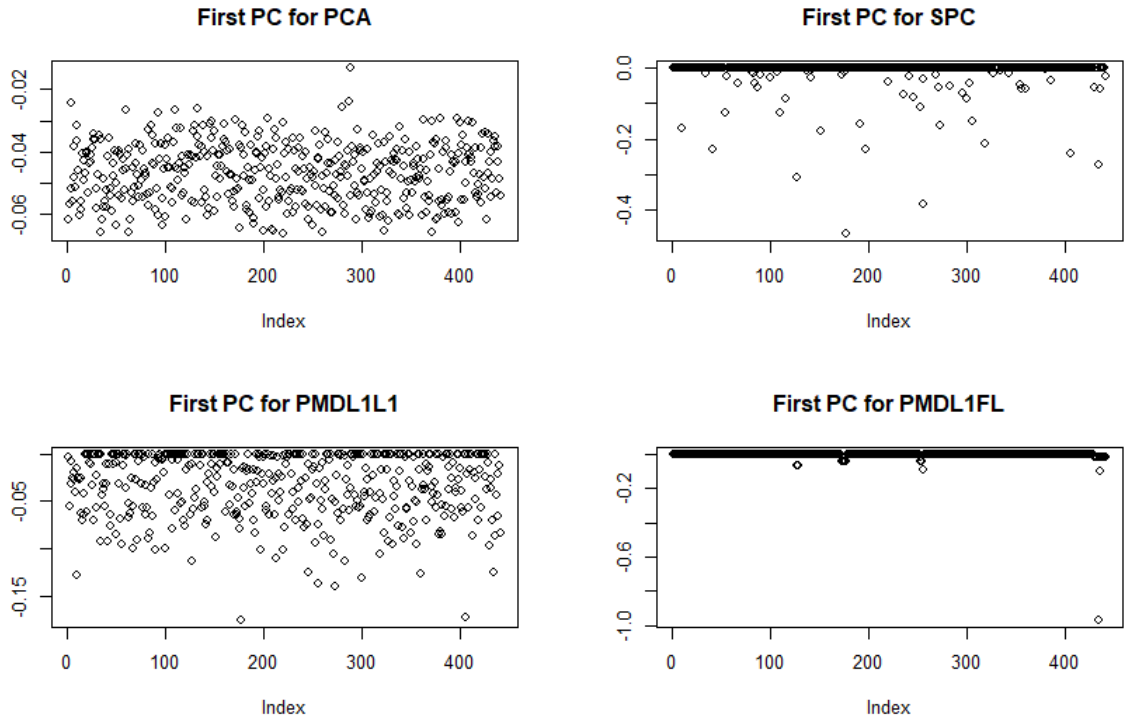 First PC for PCA
-0.02
-0.04
-0.06
0 100 200 300 400
Index
First PC for SPC
0.0
-0.2
-0.4
0 100 200 300 400
Index
First PC for PMDL1L1
-0.05
-0.15
0 100 200 300 400
Index
First PC for PMDL1FL
-0.2
-0.6
-1.0
0 100 200 300 400
Index